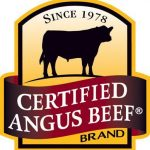 SINCE 1978
CERTIFIED
ANGUS BEEF®
BRAND